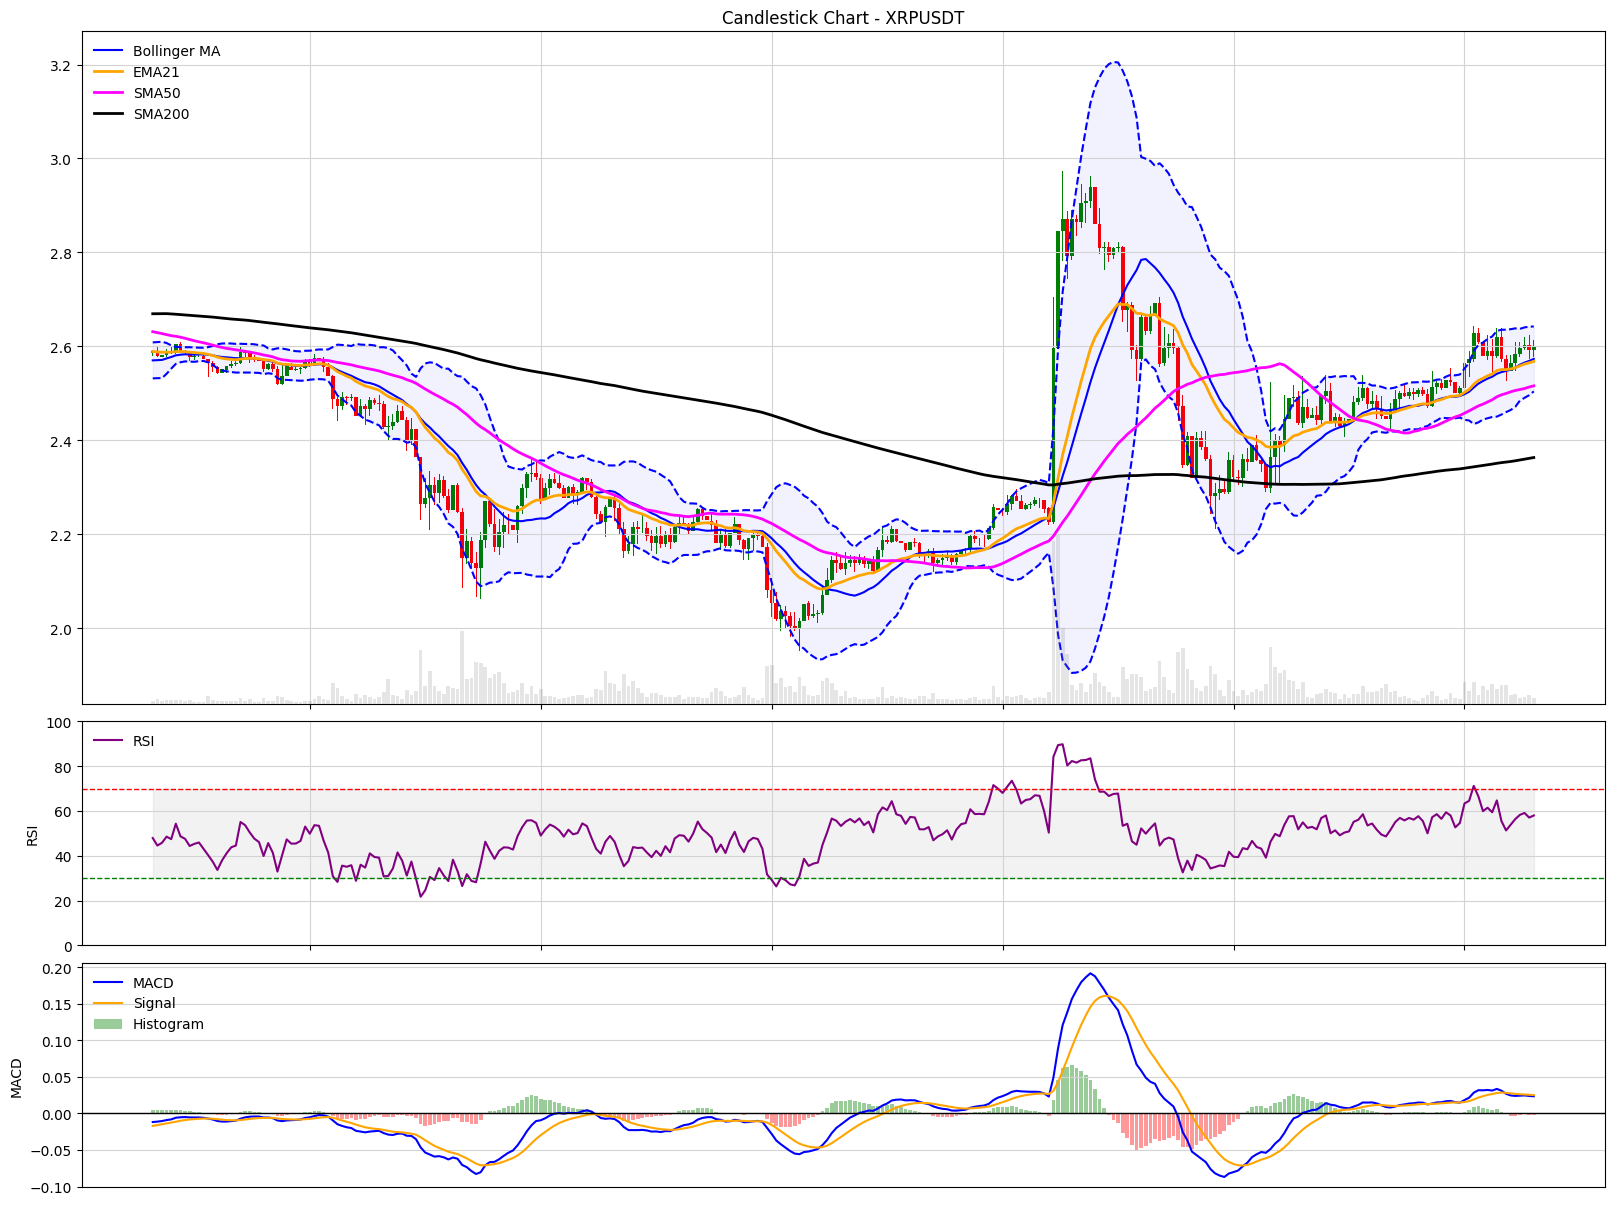 Candlestick Chart - XRPUSDT
Bollinger MA
EMA21
SMA50
SMA200
3.2
3.0
2.8
2.6
2.4
2.2
2.0
RSI
RSI
100
80
60
40
20
0
MACD
Signal
Histogram
MACD
0.20
0.15
0.10
0.05
0.00
−0.05
−0.10